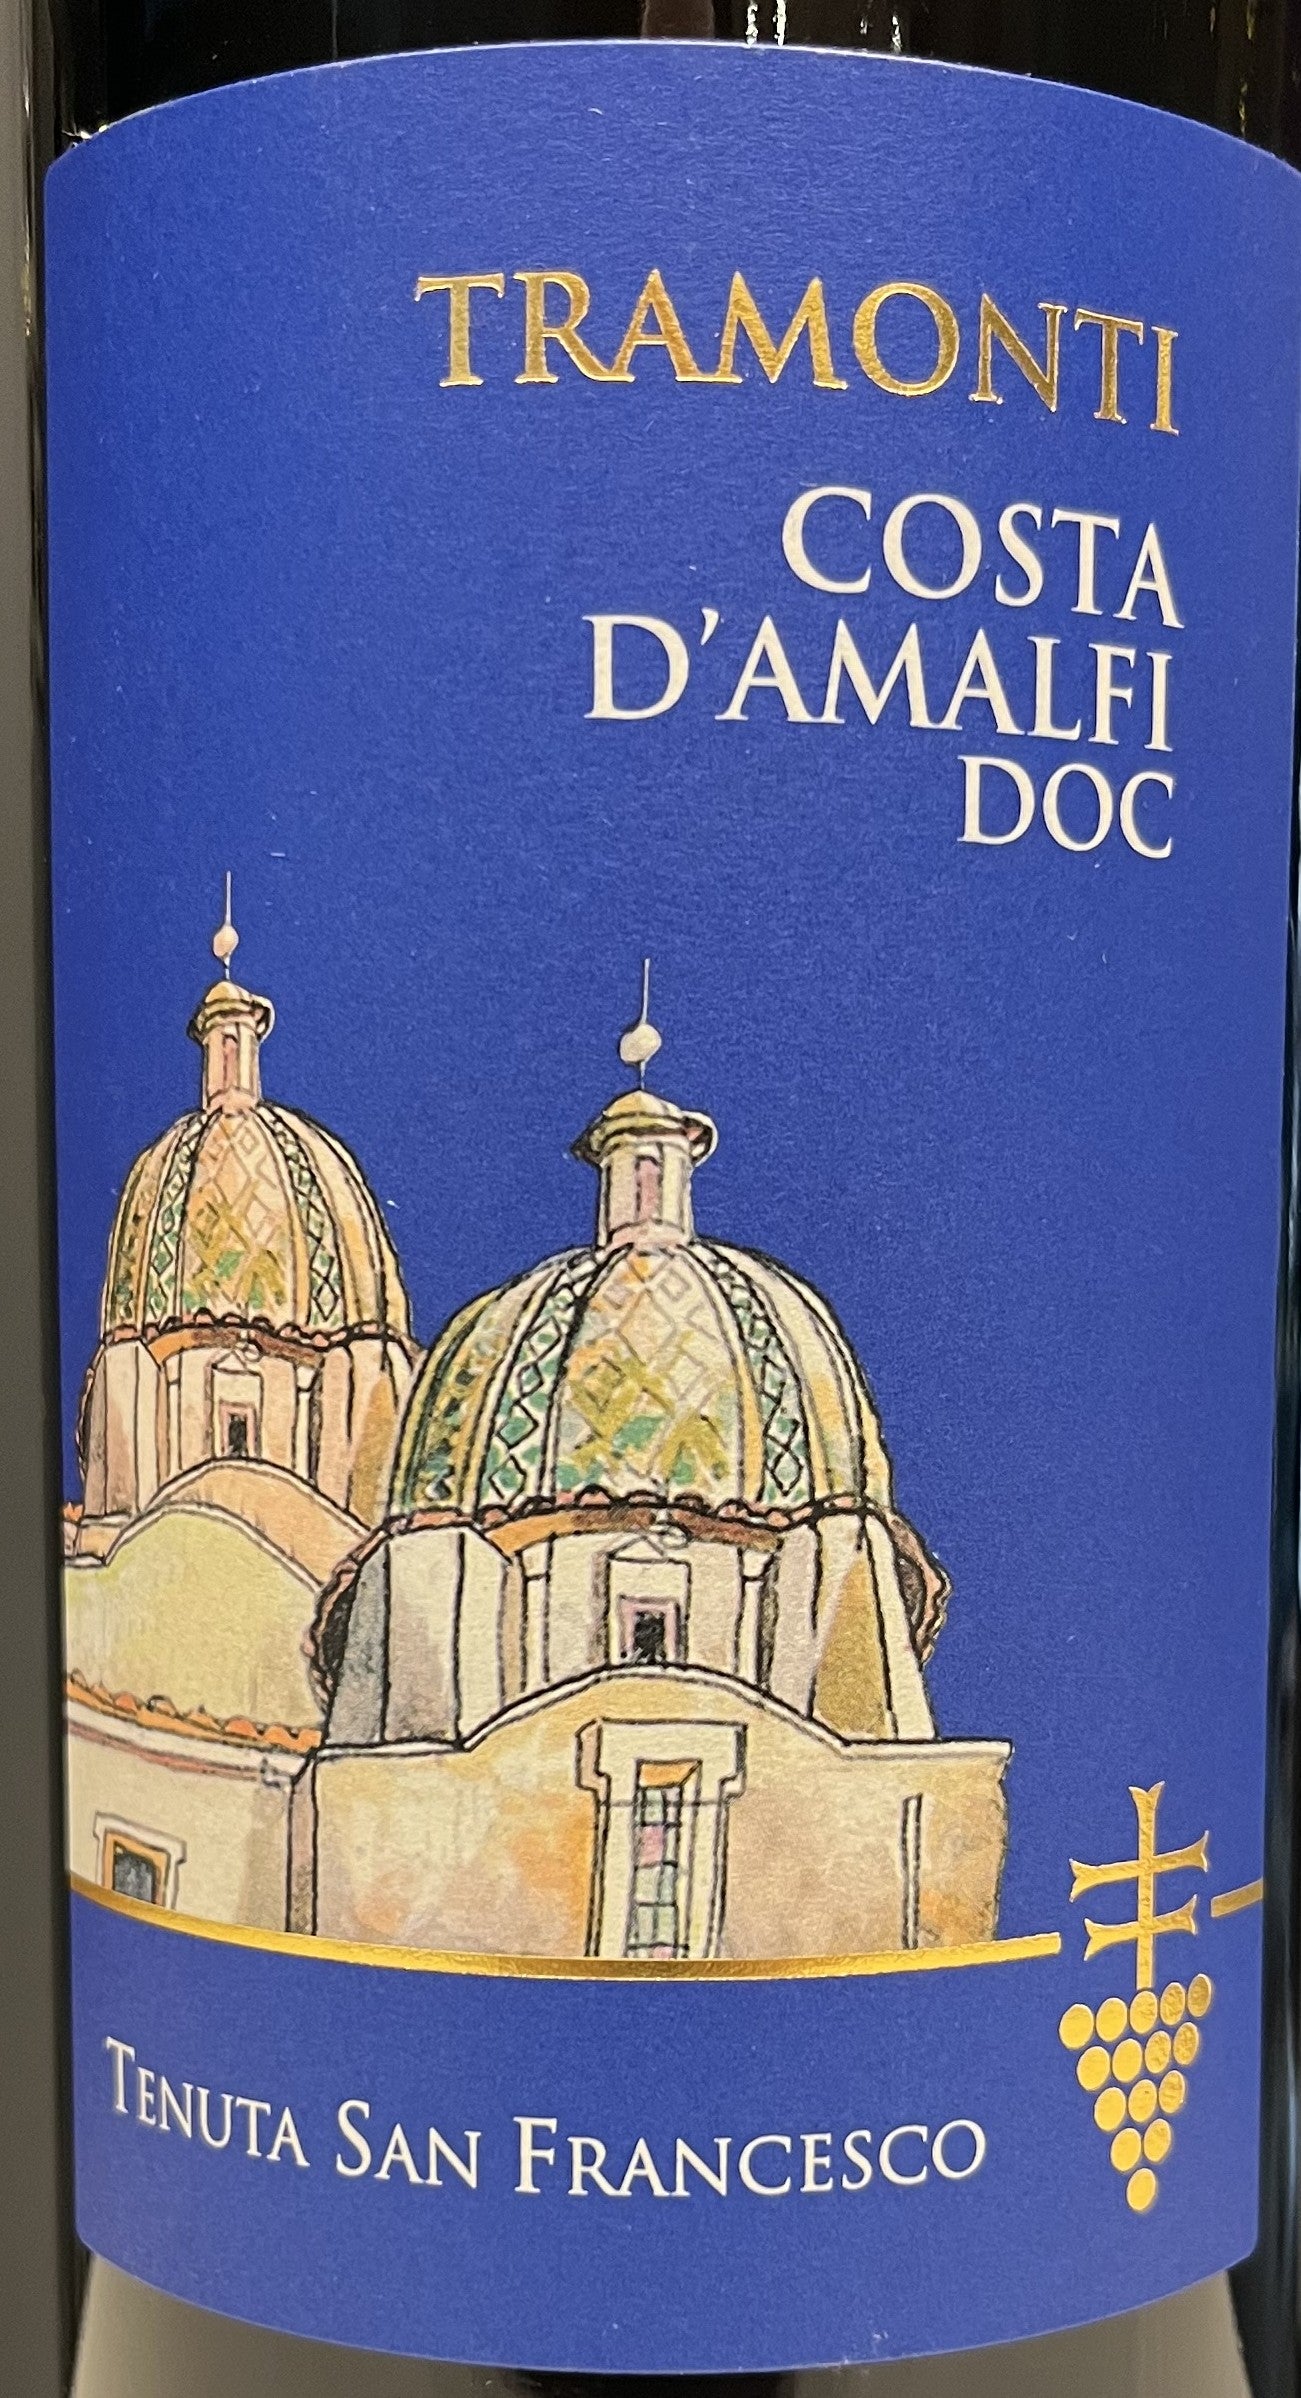 TRAMONTI
COSTA
D'AMALFI
DOC
TENUTA SAN FRANCESCO